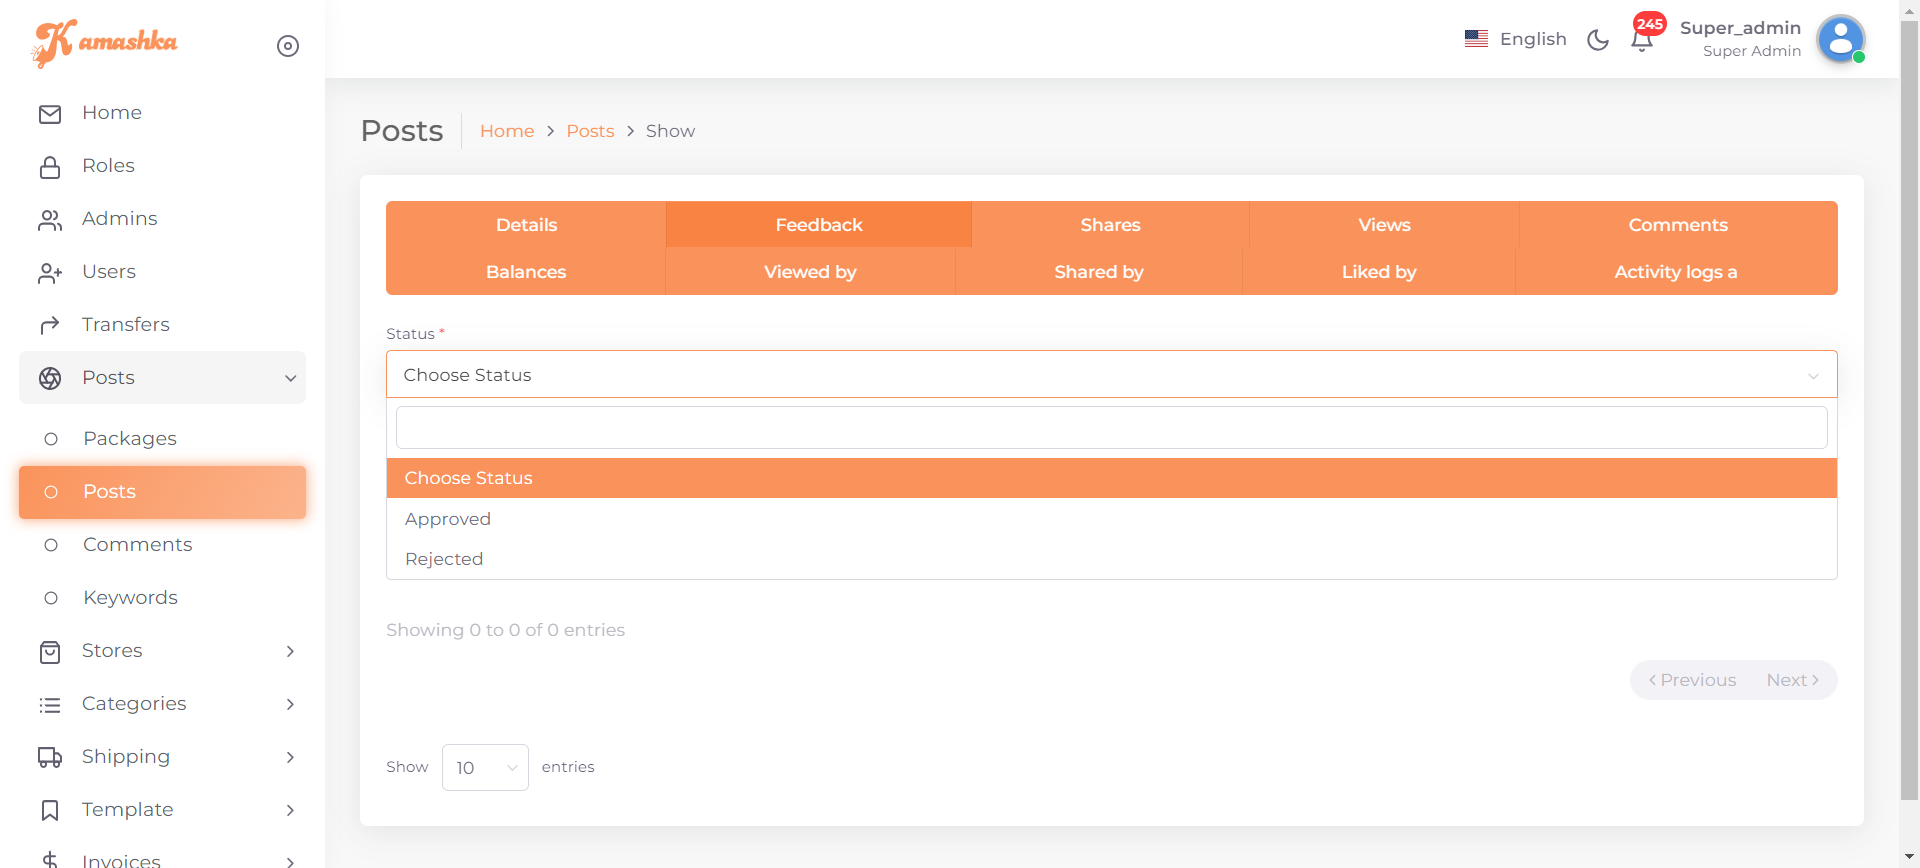 Kamashka
English
245
Super_admin
Super Admin
Home
Roles
Admins
Users
Transfers
Posts
Packages
Posts
Comments
Keywords
Stores
Categories
Shipping
Template
Invoices
Posts
Home > Posts > Show
Details Feedback Shares Views Comments
Balances Viewed by Shared by Liked by Activity logs a
Status *
Choose Status
Choose Status
Approved
Rejected
Showing 0 to 0 of 0 entries
Previous Next
Show 10 entries